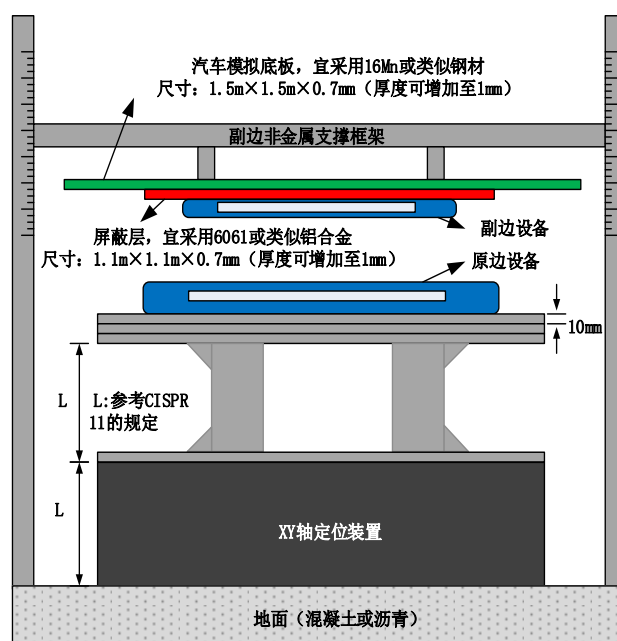 汽车模拟底板，宜采用16Mn或类似钢材
尺寸：1.5m×1.5m×0.7mm（厚度可增加至1mm）
副边非金属支撑框架
屏蔽层，宜采用6061或类似铝合金
尺寸：1.1m×1.1m×0.7mm（厚度可增加至1mm）
副边设备
原边设备
10mm
L
L:参考CISPR
11的规定
L
XY轴定位装置
地面（混凝土或沥青）